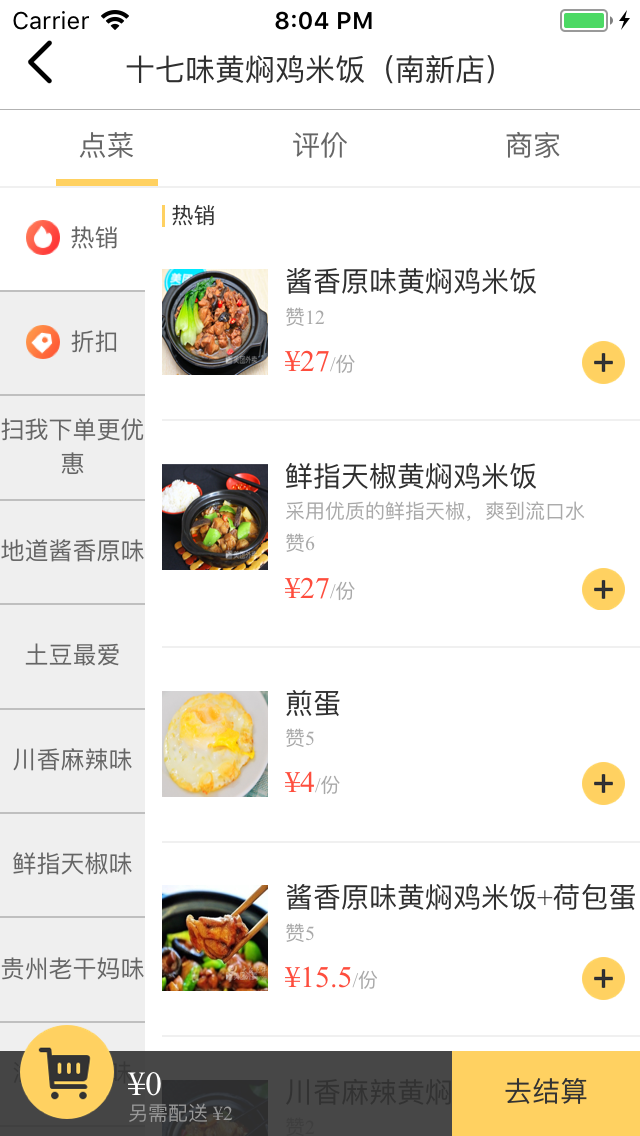 Carrier
8:04 PM
十七味黄焖鸡米饭（南新店）
点菜
评价
商家
热销
折扣
扫我下单更优
惠
地道酱香原味
土豆最爱
川香麻辣味
鲜指天椒味
贵州老干妈味
热销
酱香原味黄焖鸡米饭
赞12
¥27/份
鲜指天椒黄焖鸡米饭
采用优质的鲜指天椒，爽到流口水
赞6
¥27/份
煎蛋
赞5
¥4/份
酱香原味黄焖鸡米饭+荷包蛋
赞5
¥15.5/份
川香麻辣黄焖
赞2
¥0
另需配送 ¥2
去结算